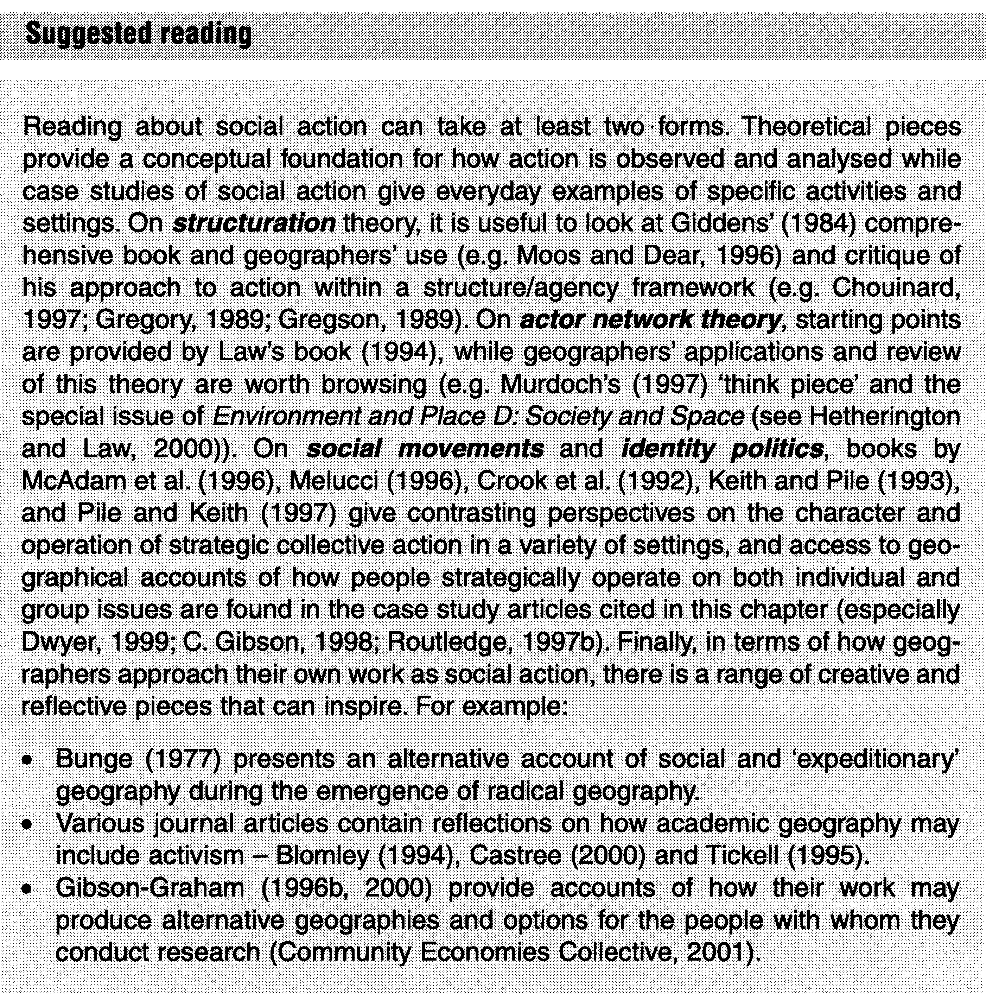 Suggested reading
Reading about social action can take at least two forms. Theoretical pieces
provide a conceptual foundation for how action is observed and analysed while
case studies of social action give everyday examples of specific activities and
settings. On structuration theory, it is useful to look at Giddens’ (1984) compre-
hensive book and geographers’ use (e.g. Moos and Dear, 1996) and critique of
his approach to action within a structure/agency framework (e.g. Chouinard,
1997; Gregory, 1989; Gregson, 1989). On actor network theory, starting points
are provided by Law’s book (1994), while geographers’ applications and review
of this theory are worth browsing (e.g. Murdoch’s (1997) ‘think piece’ and the
special issue of Environment and Place D: Society and Space (see Hetherington
and Law, 2000)). On social movements and identity politics, books by
McAdam et al. (1996), Melucci (1996), Crook et al. (1992), Keith and Pile (1993),
and Pile and Keith (1997) give contrasting perspectives on the character and
operation of strategic collective action in a variety of settings, and access to geo-
graphical accounts of how people strategically operate on both individual and
group issues are found in the case study articles cited in this chapter (especially
Dwyer, 1999; C. Gibson, 1998; Routledge, 1997b). Finally, in terms of how geog-
raphers approach their own work as social action, there is a range of creative and
reflective pieces that can inspire. For example:
• Bunge (1977) presents an alternative account of social and ‘expeditionary’
geography during the emergence of radical geography.
• Various journal articles contain reflections on how academic geography may
include activism – Blomley (1994), Castree (2000) and Tickell (1995).
• Gibson-Graham (1996b, 2000) provide accounts of how their work may
produce alternative geographies and options for the people with whom they
conduct research (Community Economies Collective, 2001).